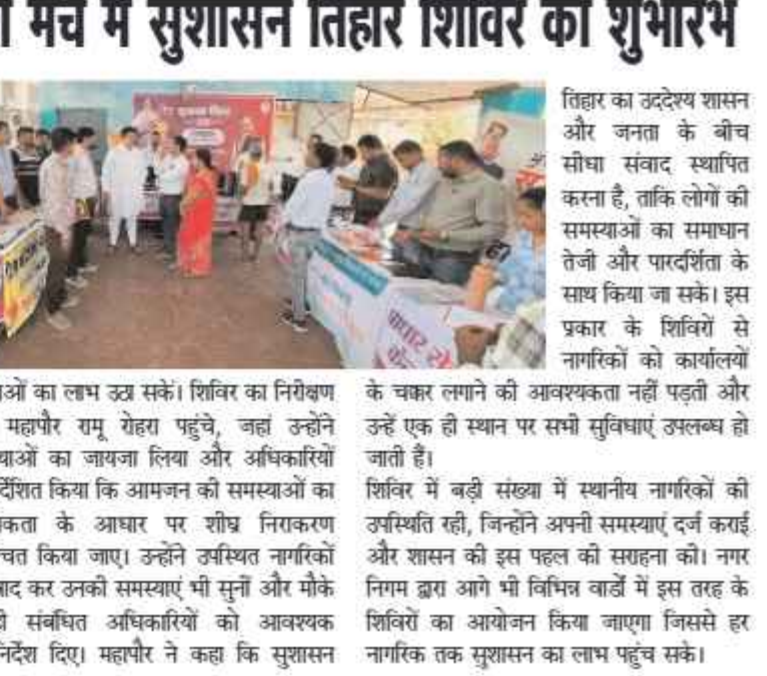 मंच में सुशासन तिहार शिविर का शुभारंभ
तिहार का उददेश्य शासन
और जनता के बीच
सीधा संवाद स्थापित
करना है, ताकि लोगों की
समस्याओं का समाधान
तेजी और पारदर्शिता के
साथ किया जा सके। इस
प्रकार के शिविरों से
नागरिकों को कार्यालयों
ओं का लाभ उठा सकें। शिविर का निरीक्षण
महापौर रामू रोहरा पहुंचे, जहां उन्होंने
थाओं का जायजा लिया और अधिकारियों
र्देशित किया कि आमजन की समस्याओं का
कता के आधार पर शीघ्र निराकरण
चत किया जाए। उन्होंने उपस्थित नागरिकों
ाद कर उनकी समस्याएं भी सुनीं और मौके
संबंधित अधिकारियों को आवश्यक
निर्देश दिए। महापौर ने कहा कि सुशासन
के चक्कर लगाने की आवश्यकता नहीं पड़ती और
उन्हें एक ही स्थान पर सभी सुविधाएं उपलब्ध हो
जाती हैं।
शिविर में बड़ी संख्या में स्थानीय नागरिकों की
उपस्थिति रही, जिन्होंने अपनी समस्याएं दर्ज कराई
और शासन की इस पहल की सराहना की। नगर
निगम द्वारा आगे भी विभिन्न वार्डों में इस तरह के
शिविरों का आयोजन किया जाएगा जिससे हर
नागरिक तक सुशासन का लाभ पहुंच सके।